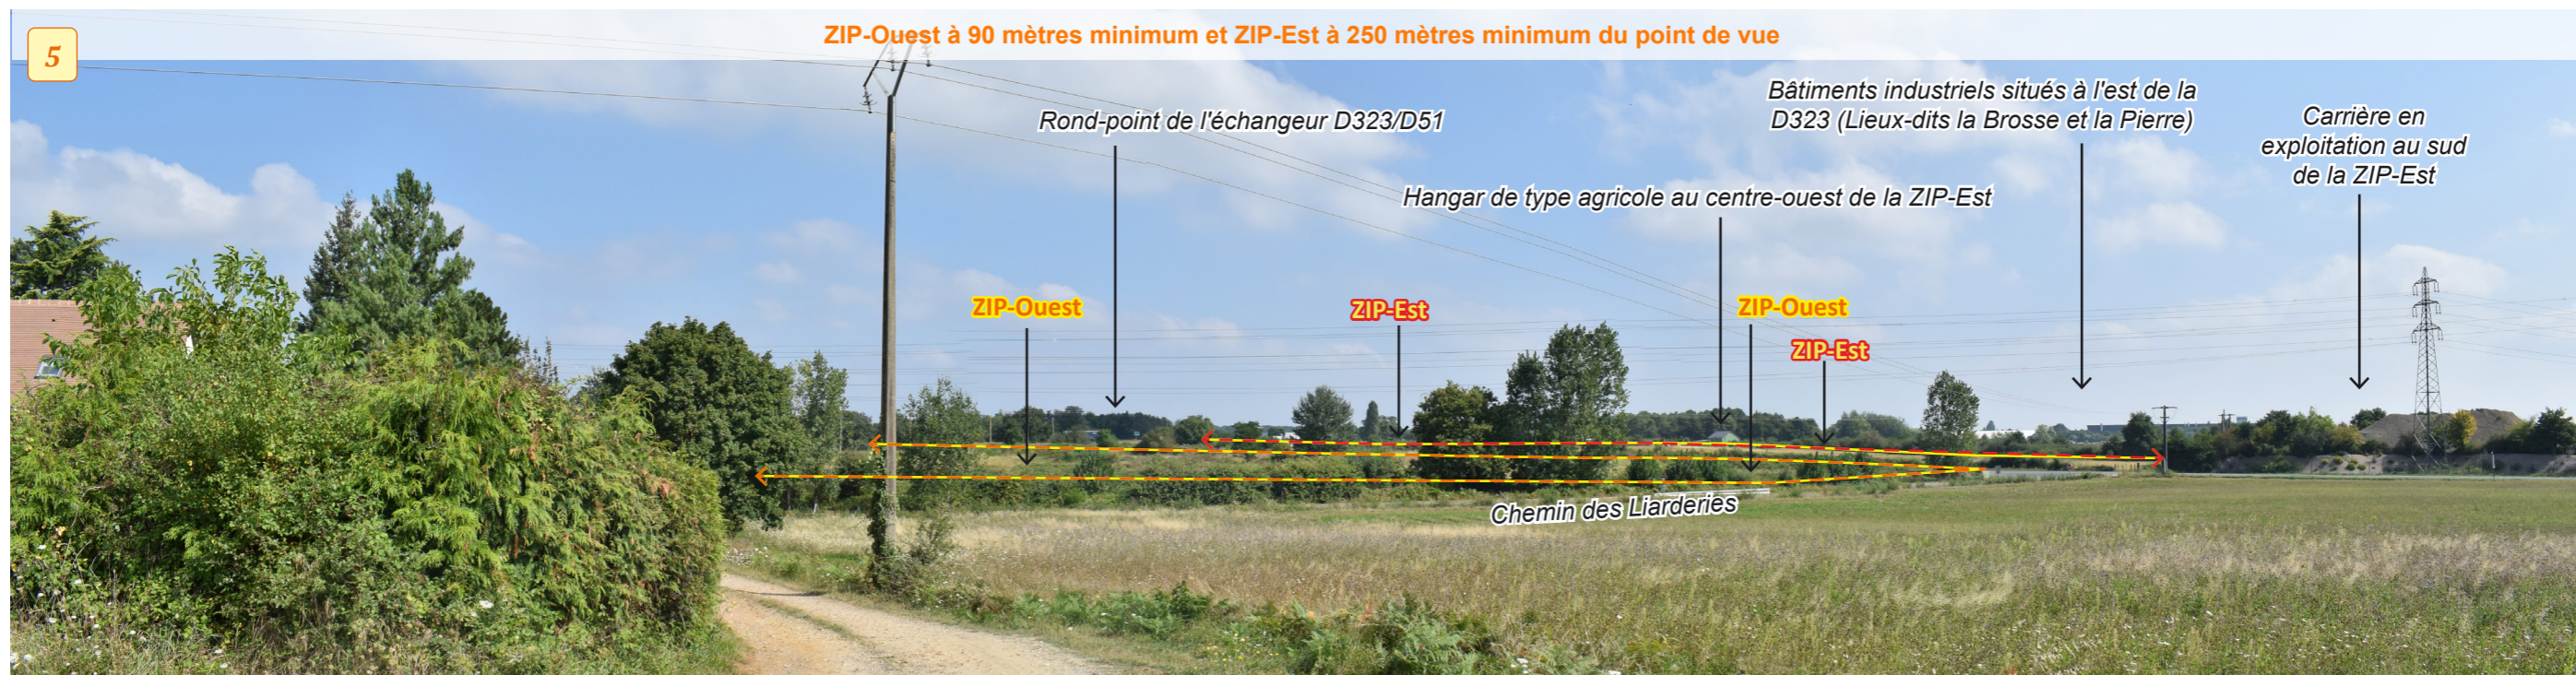 ZIP-Ouest à 90 mètres minimum et ZIP-Est à 250 mètres minimum du point de vue
5
Rond-point de l'échangeur D323/D51
Bâtiments industriels situés à l'est de la
D323 (Lieux-dits la Brosse et la Pierre)
Carrière en
exploitation au sud
de la ZIP-Est
Hangar de type agricole au centre-ouest de la ZIP-Est
ZIP-Ouest
ZIP-Est
ZIP-Ouest
ZIP-Est
Chemin des Liarderies